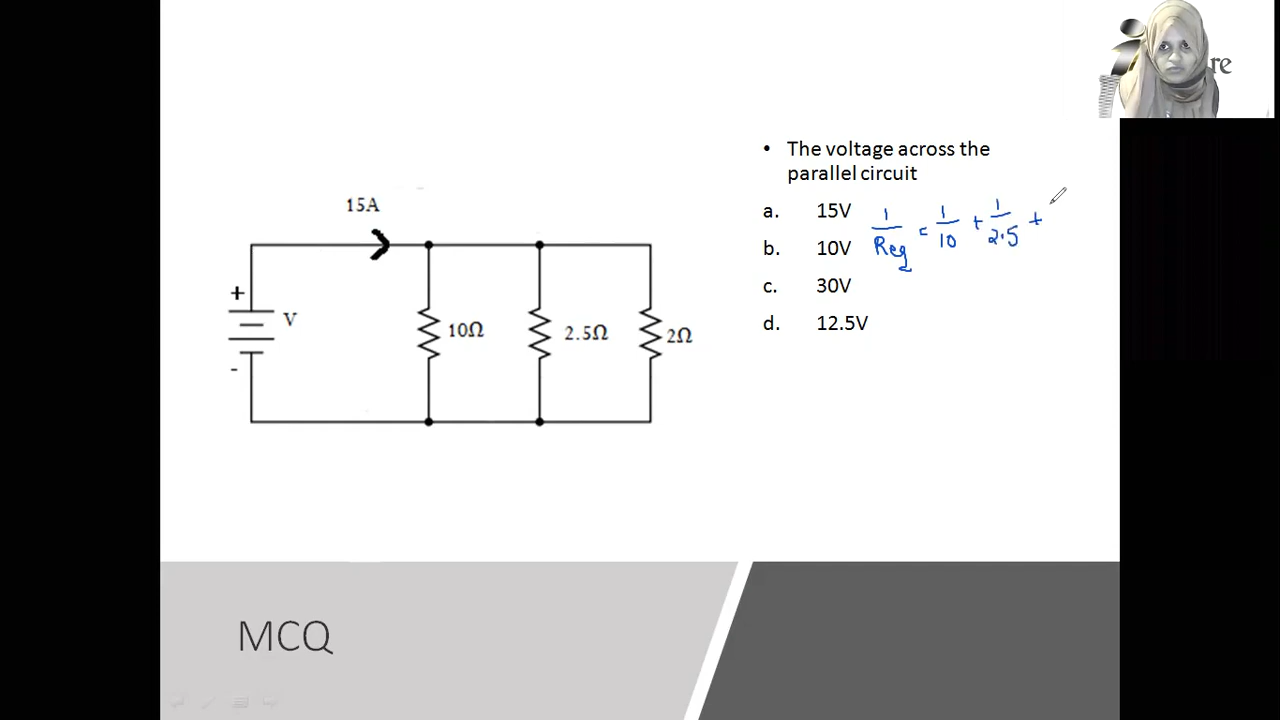 re
• The voltage across the
parallel circuit
a. 15V
b. 10V
c. 30V
d. 12.5V
1/Req = 1/10 + 1/2.5 +
15A
+
V
-
10Ω
2.5Ω
2Ω
MCQ